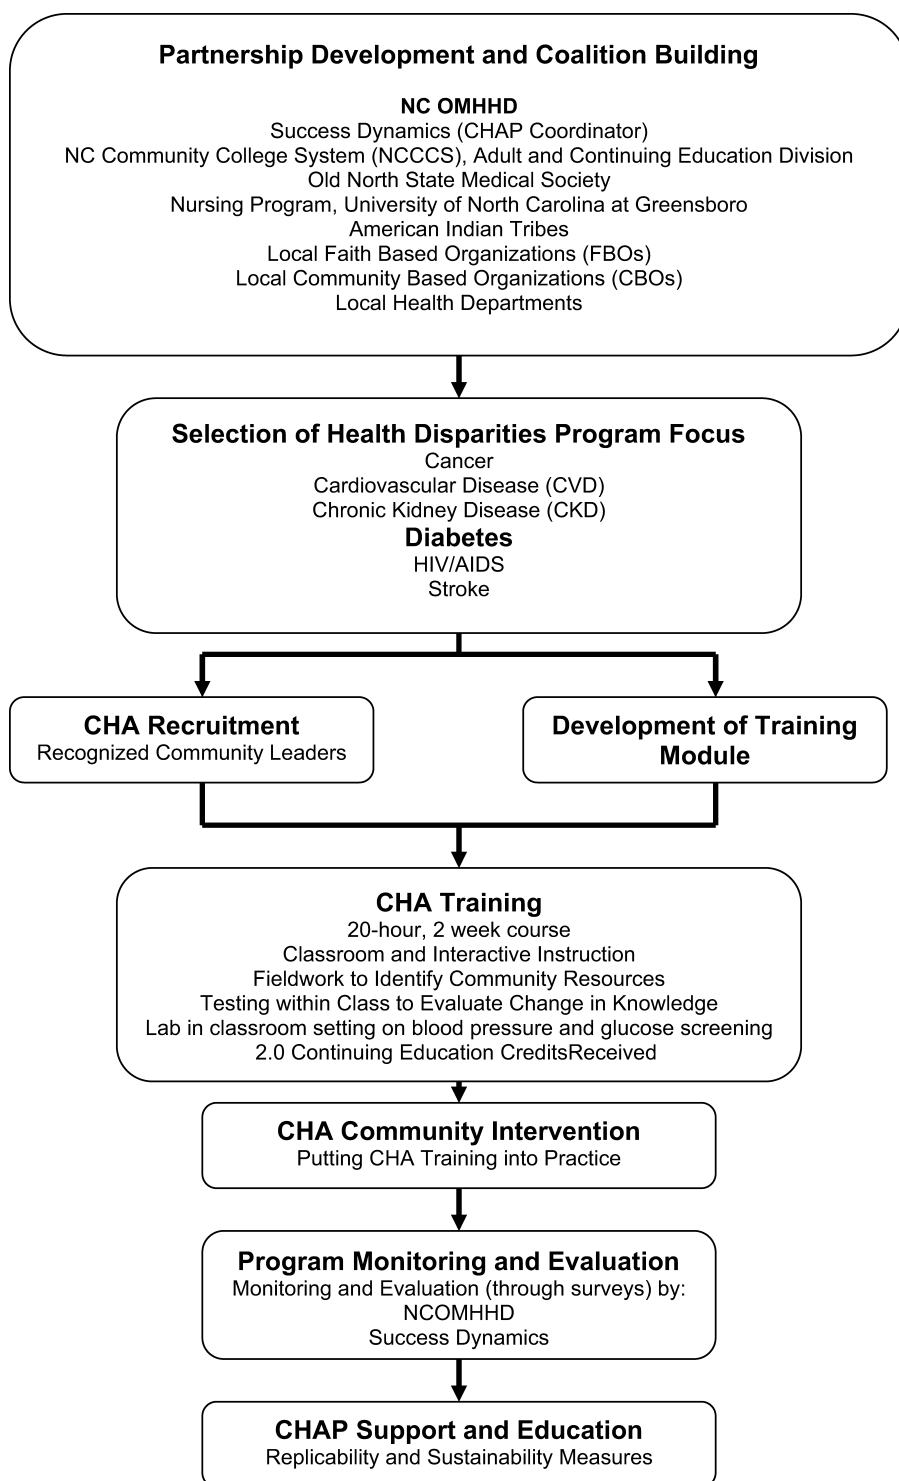 Partnership Development and Coalition Building
NC OMHHD
Success Dynamics (CHAP Coordinator)
NC Community College System (NCCCS), Adult and Continuing Education Division
Old North State Medical Society
Nursing Program, University of North Carolina at Greensboro
American Indian Tribes
Local Faith Based Organizations (FBOs)
Local Community Based Organizations (CBOs)
Local Health Departments
Selection of Health Disparities Program Focus
Cancer
Cardiovascular Disease (CVD)
Chronic Kidney Disease (CKD)
Diabetes
HIV/AIDS
Stroke
CHA Recruitment
Recognized Community Leaders
Development of Training
Module
CHA Training
20-hour, 2 week course
Classroom and Interactive Instruction
Fieldwork to Identify Community Resources
Testing within Class to Evaluate Change in Knowledge
Lab in classroom setting on blood pressure and glucose screening
2.0 Continuing Education CreditsReceived
CHA Community Intervention
Putting CHA Training into Practice
Program Monitoring and Evaluation
Monitoring and Evaluation (through surveys) by:
NCOMHHD
Success Dynamics
CHAP Support and Education
Replicability and Sustainability Measures